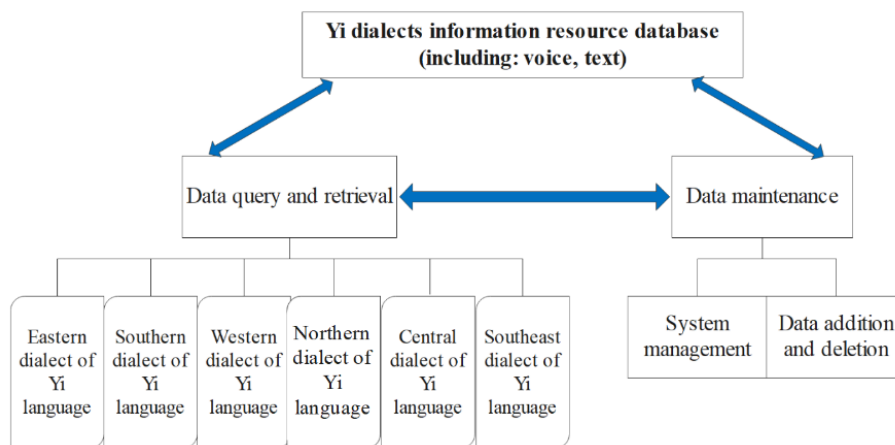 Yi dialects information resource database
(including: voice, text)
Data query and retrieval
Data maintenance
Eastern
dialect of
Yi
language
Southern
dialect of
Yi
language
Western
dialect of
Yi
language
Northern
dialect of
Yi
language
Central
dialect of
Yi
language
Southeast
dialect of
Yi
language
System
management
Data addition
and deletion